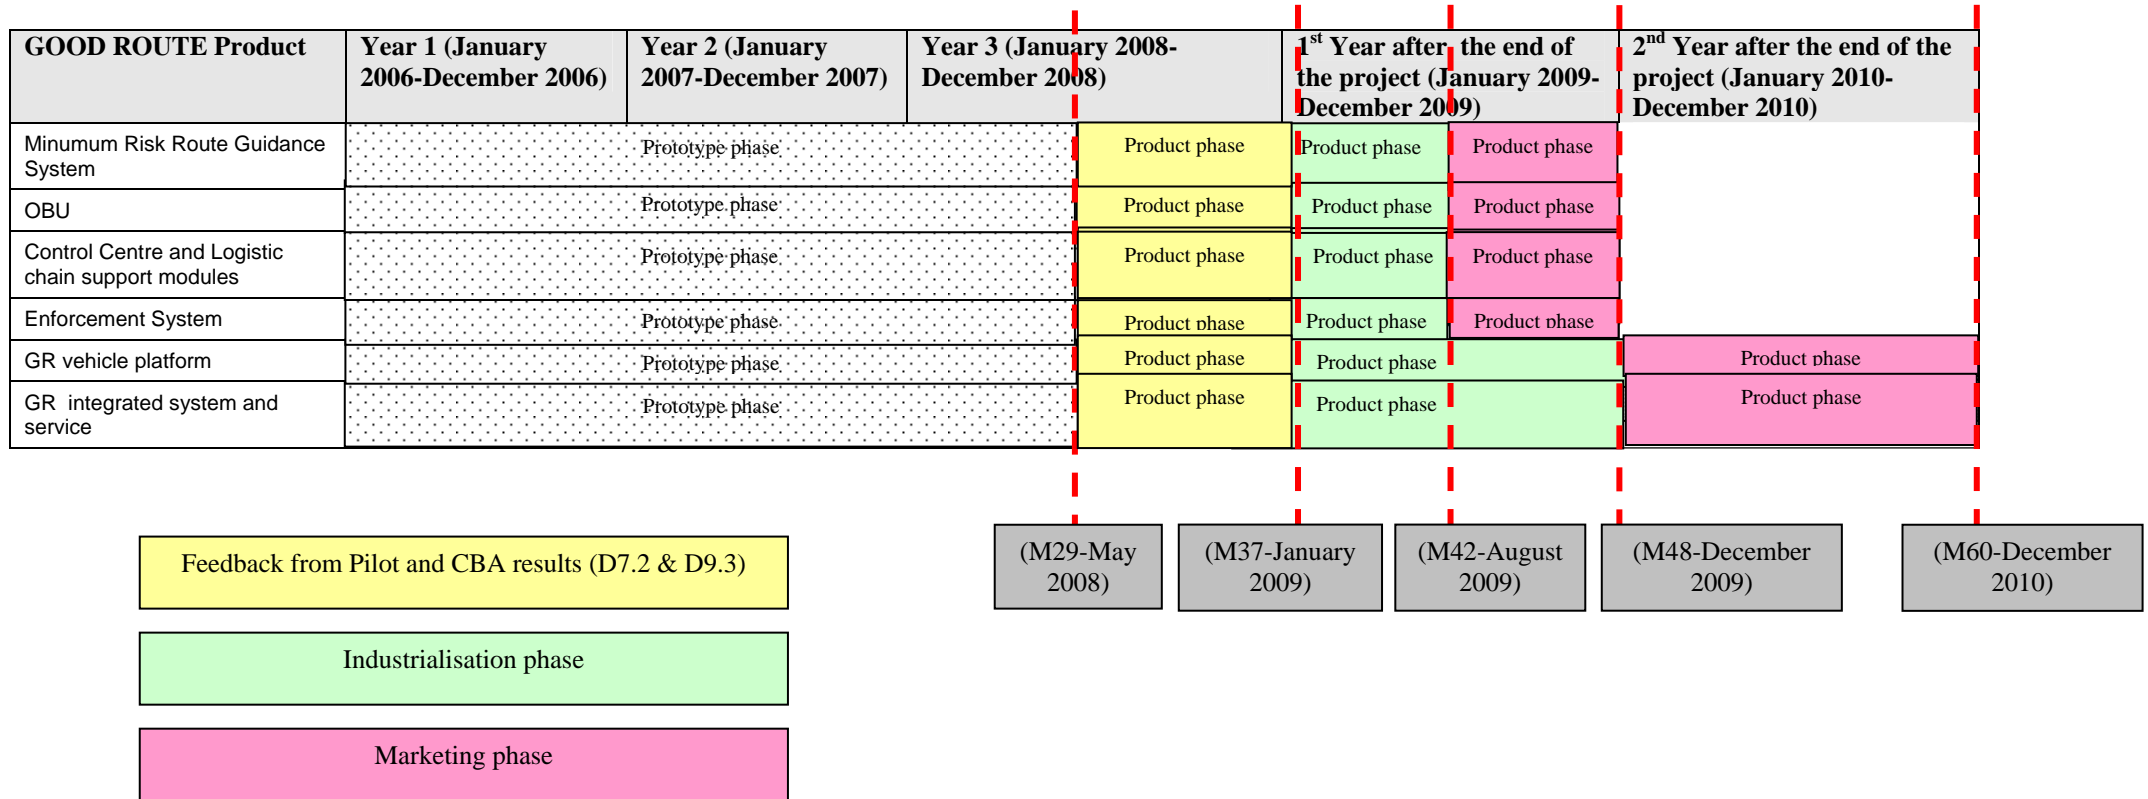 GOOD ROUTE Product
Year 1 (January
2006-December 2006)
Year 2 (January
2007-December 2007)
Year 3 (January 2008-
December 2008)
1st Year after the end of
the project (January 2009-
December 2009)
2nd Year after the end of the
project (January 2010-
December 2010)
Minumum Risk Route Guidance
System
Prototype phase
Product phase
Product phase
Product phase
OBU
Prototype phase
Product phase
Product phase
Product phase
Control Centre and Logistic
chain support modules
Prototype phase
Product phase
Product phase
Product phase
Enforcement System
Prototype phase
Product phase
Product phase
Product phase
GR vehicle platform
Prototype phase
Product phase
Product phase
Product phase
GR integrated system and
service
Prototype phase
Product phase
Product phase
Product phase
(M29-May
2008)
(M37-January
2009)
(M42-August
2009)
(M48-December
2009)
(M60-December
2010)
Feedback from Pilot and CBA results (D7.2 & D9.3)
Industrialisation phase
Marketing phase